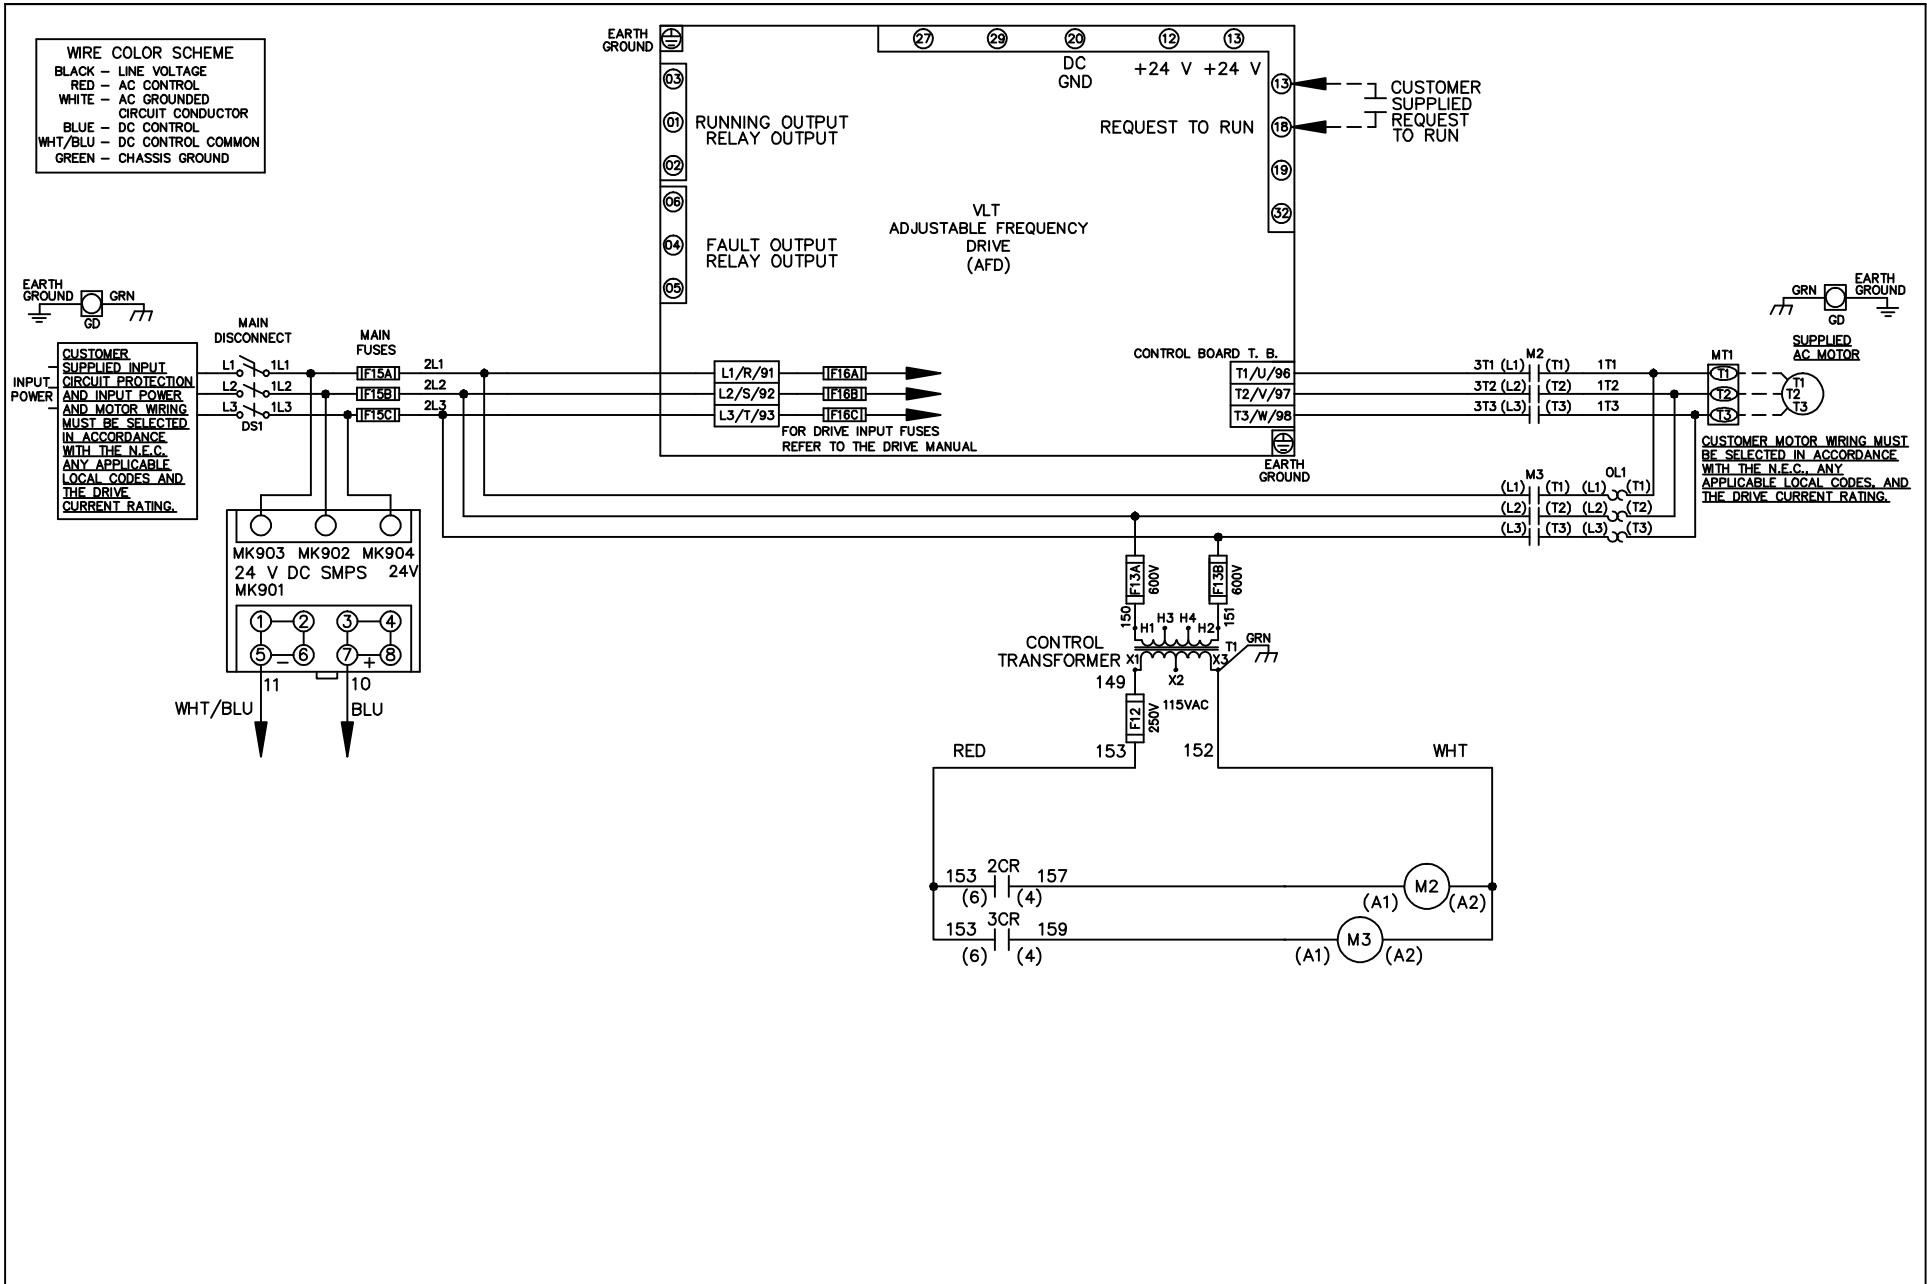 WIRE COLOR SCHEME
BLACK – LINE VOLTAGE
RED – AC CONTROL
WHITE – AC GROUNDED
CIRCUIT CONDUCTOR
BLUE – DC CONTROL
WHT/BLU – DC CONTROL COMMON
GREEN – CHASSIS GROUND
EARTH
GROUND
03
01
02
RUNNING OUTPUT
RELAY OUTPUT
06
04
05
FAULT OUTPUT
RELAY OUTPUT
27 29 20 12 13
DC
GND
+24 V +24 V
13
REQUEST TO RUN 18
19
32
CUSTOMER
SUPPLIED
REQUEST
TO RUN
VLT
ADJUSTABLE FREQUENCY
DRIVE
(AFD)
EARTH
GROUND
GRN
GD
INPUT
POWER
CUSTOMER
SUPPLIED INPUT
CIRCUIT PROTECTION
AND INPUT POWER
AND MOTOR WIRING
MUST BE SELECTED
IN ACCORDANCE
WITH THE N.E.C.
ANY APPLICABLE
LOCAL CODES AND
THE DRIVE
CURRENT RATING.
MAIN
DISCONNECT
L1 1L1
L2 1L2
L3 1L3
DS1
MAIN
FUSES
F15A 2L1
F15B 2L2
F15C 2L3
L1/R/91 F16A
L2/S/92 F16B
L3/T/93 F16C
FOR DRIVE INPUT FUSES
REFER TO THE DRIVE MANUAL
CONTROL BOARD T. B.
T1/U/96
T2/V/97
T3/W/98
EARTH
GROUND
M2
3T1 (L1) (T1) 1T1
3T2 (L2) (T2) 1T2
3T3 (L3) (T3) 1T3
MT1
T1
T2
T3
GRN
GD
EARTH
GROUND
SUPPLIED
AC MOTOR
T1
T2
T3
CUSTOMER MOTOR WIRING MUST
BE SELECTED IN ACCORDANCE
WITH THE N.E.C., ANY
APPLICABLE LOCAL CODES, AND
THE DRIVE CURRENT RATING.
M3 OL1
(L1) (T1) (L1) (T1)
(L2) (T2) (L2) (T2)
(L3) (T3) (L3) (T3)
MK903 MK902 MK904
24 V DC SMPS 24V
MK901
1 2 3 4
5 – 6 7 + 8
11 10
WHT/BLU BLU
F13A 600V
F13B 600V
150 151
H1 H3 H4 H2
CONTROL
TRANSFORMER
T1
GRN
X1 X2 X3
149
F12 250V
115VAC
RED 153 152 WHT
2CR
153 157
(6) (4)
M2
(A1) (A2)
3CR
153 159
(6) (4)
M3
(A1) (A2)